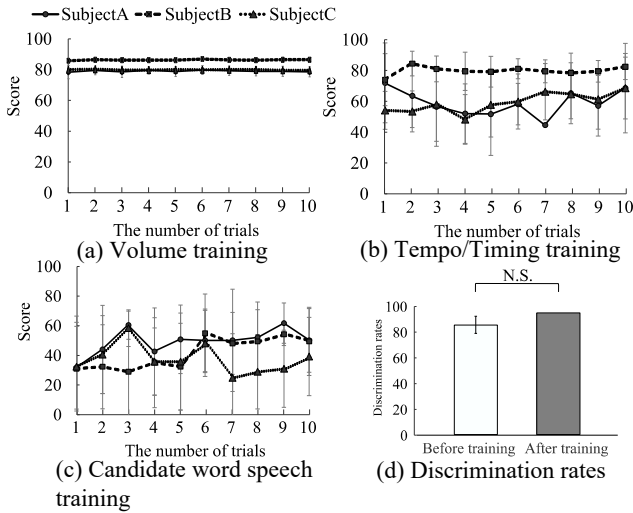 SubjectA SubjectB SubjectC
100
80
60
40
20
0
Score
1 2 3 4 5 6 7 8 9 10
The number of trials
(a) Volume training
100
80
60
40
20
0
Score
1 2 3 4 5 6 7 8 9 10
The number of trials
(b) Tempo/Timing training
100
80
60
40
20
0
Score
1 2 3 4 5 6 7 8 9 10
The number of trials
(c) Candidate word speech
training
N.S.
100
80
60
40
20
0
Discrimination rates
Before training After training
(d) Discrimination rates